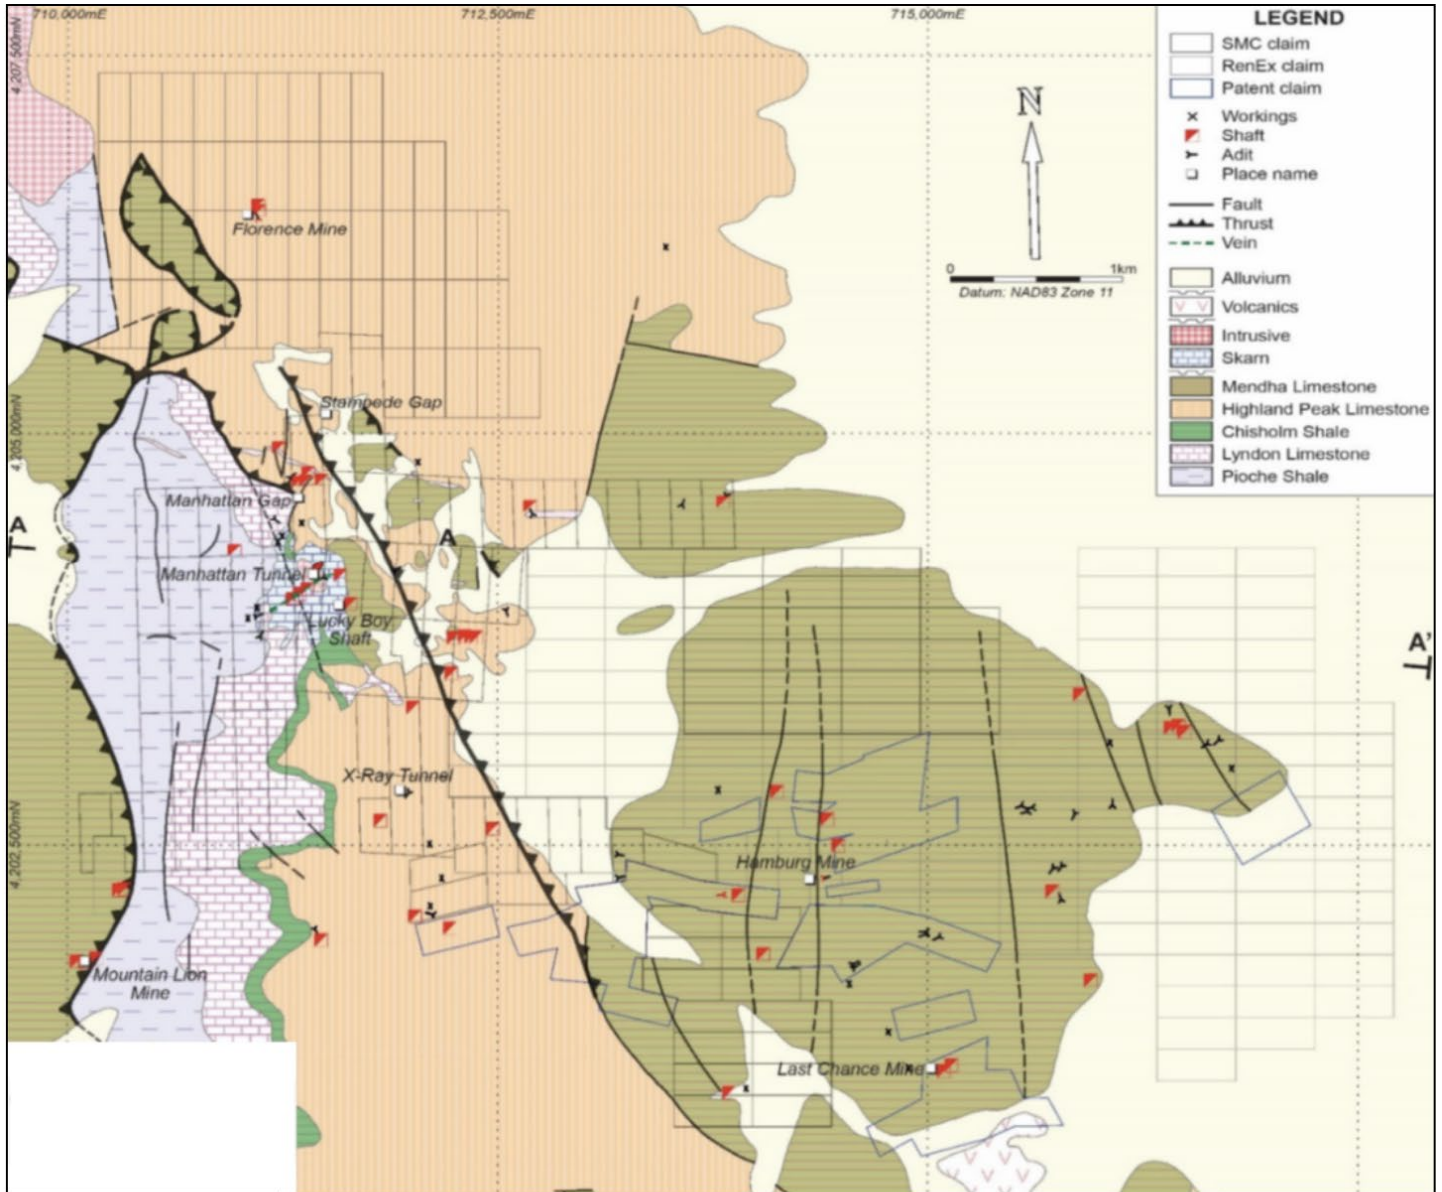 710,000mE
712,500mE
715,000mE
4,207,500mN
4,205,000mN
4,202,500mN
LEGEND
SMC claim
RenEx claim
Patent claim
Workings
Shaft
Adit
Place name
Fault
Thrust
Vein
Alluvium
Volcanics
Intrusive
Skarn
Mendha Limestone
Highland Peak Limestone
Chisholm Shale
Lyndon Limestone
Pioche Shale
N
0 1km
Datum: NAD83 Zone 11
Florence Mine
Stampede Gap
Manhattan Gap
A
A
Manhattan Tunnel
Lucky Boy
Shaft
A'
X-Ray Tunnel
Hamburg Mine
Mountain Lion
Mine
Last Chance Mine